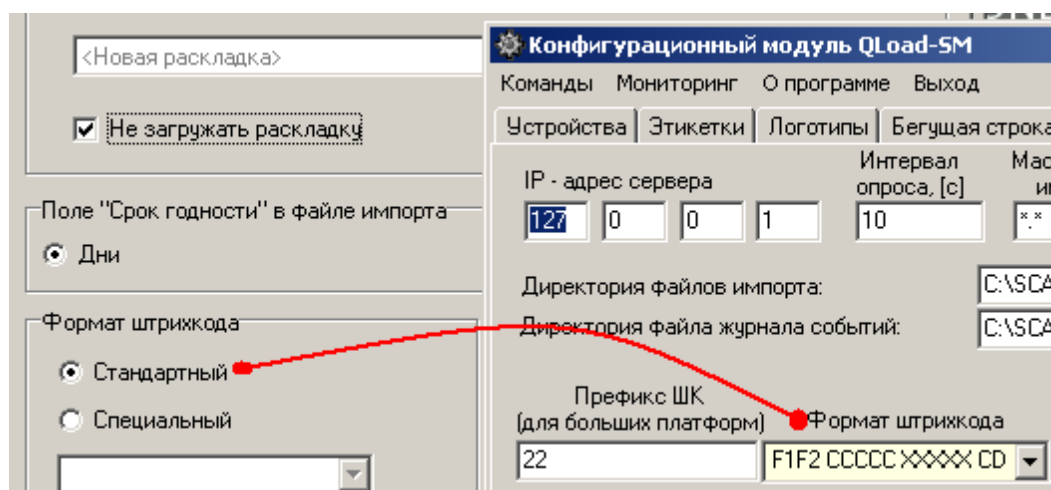 <Новая раскладка>
Не загружать раскладку
Поле "Срок годности" в файле импорта
Дни
Формат штрихкода
Стандартный
Специальный
Конфигурационный модуль QLoad-SM
Команды Мониторинг О программе Выход
Устройства Этикетки Логотипы Бегущая строка
IP - адрес сервера
Интервал
опроса, [с]
127 0 0 1
10
*.*
Директория файлов импорта:
C:\SCA
Директория файла журнала событий:
C:\SCA
Префикс ШК
(для больших платформ)
Формат штрихкода
22
F1F2 CCCCC XXXXX CD